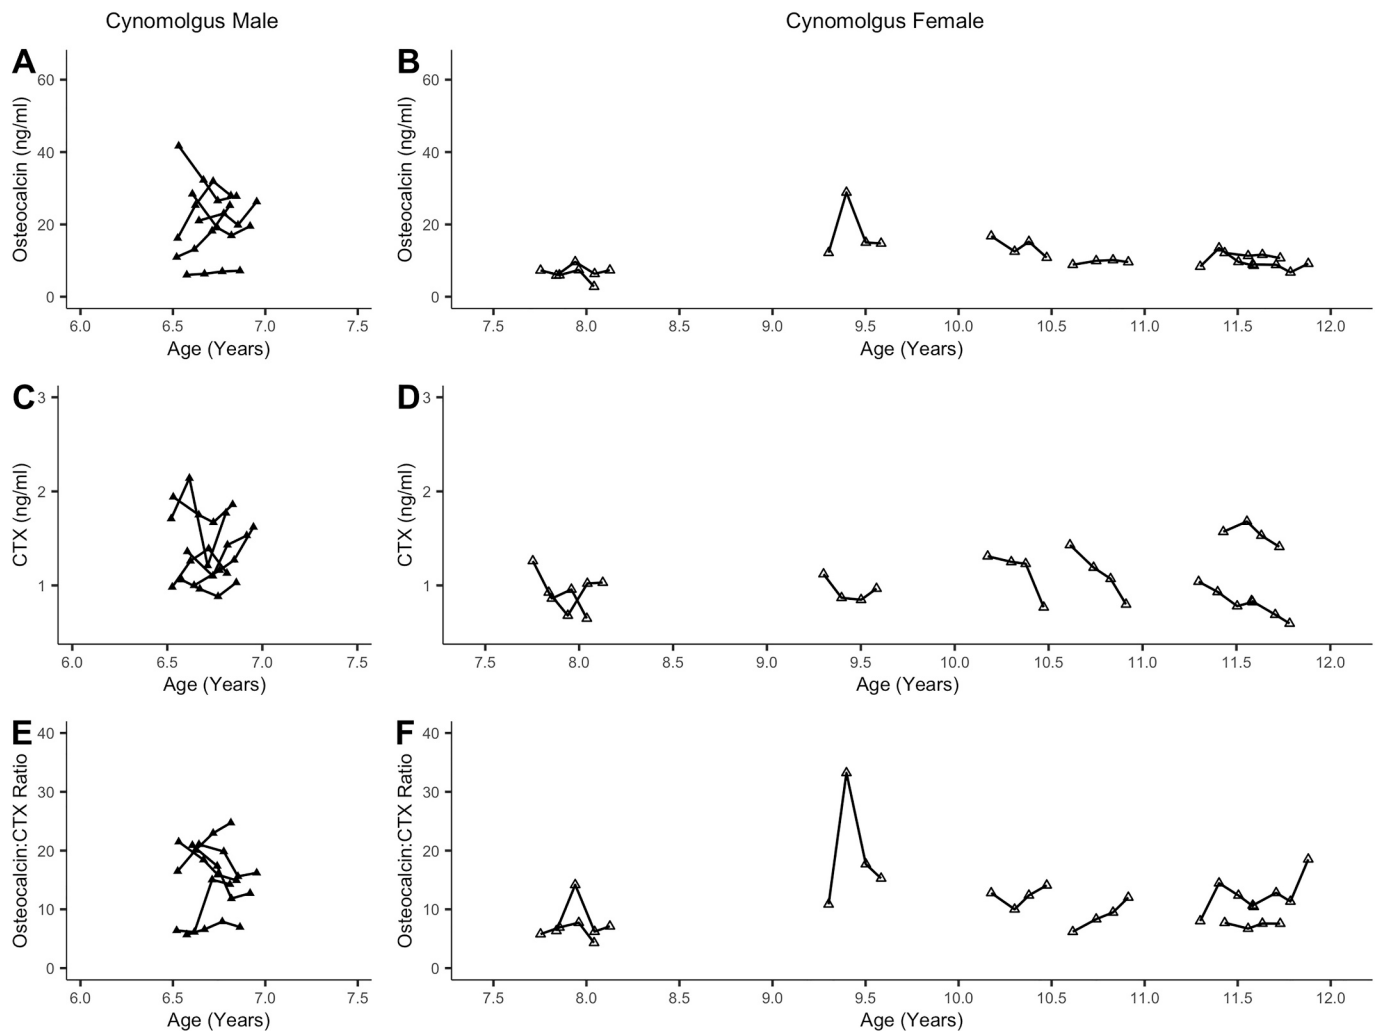 Cynomolgus Male
Cynomolgus Female
A
Osteocalcin (ng/ml)
60
40
20
0
6.0 6.5 7.0 7.5
Age (Years)
B
Osteocalcin (ng/ml)
60
40
20
0
7.5 8.0 8.5 9.0 9.5 10.0 10.5 11.0 11.5 12.0
Age (Years)
C
CTX (ng/ml)
3
2
1
6.0 6.5 7.0 7.5
Age (Years)
D
CTX (ng/ml)
3
2
1
7.5 8.0 8.5 9.0 9.5 10.0 10.5 11.0 11.5 12.0
Age (Years)
E
Osteocalcin:CTX Ratio
40
30
20
10
0
6.0 6.5 7.0 7.5
Age (Years)
F
Osteocalcin:CTX Ratio
40
30
20
10
0
7.5 8.0 8.5 9.0 9.5 10.0 10.5 11.0 11.5 12.0
Age (Years)